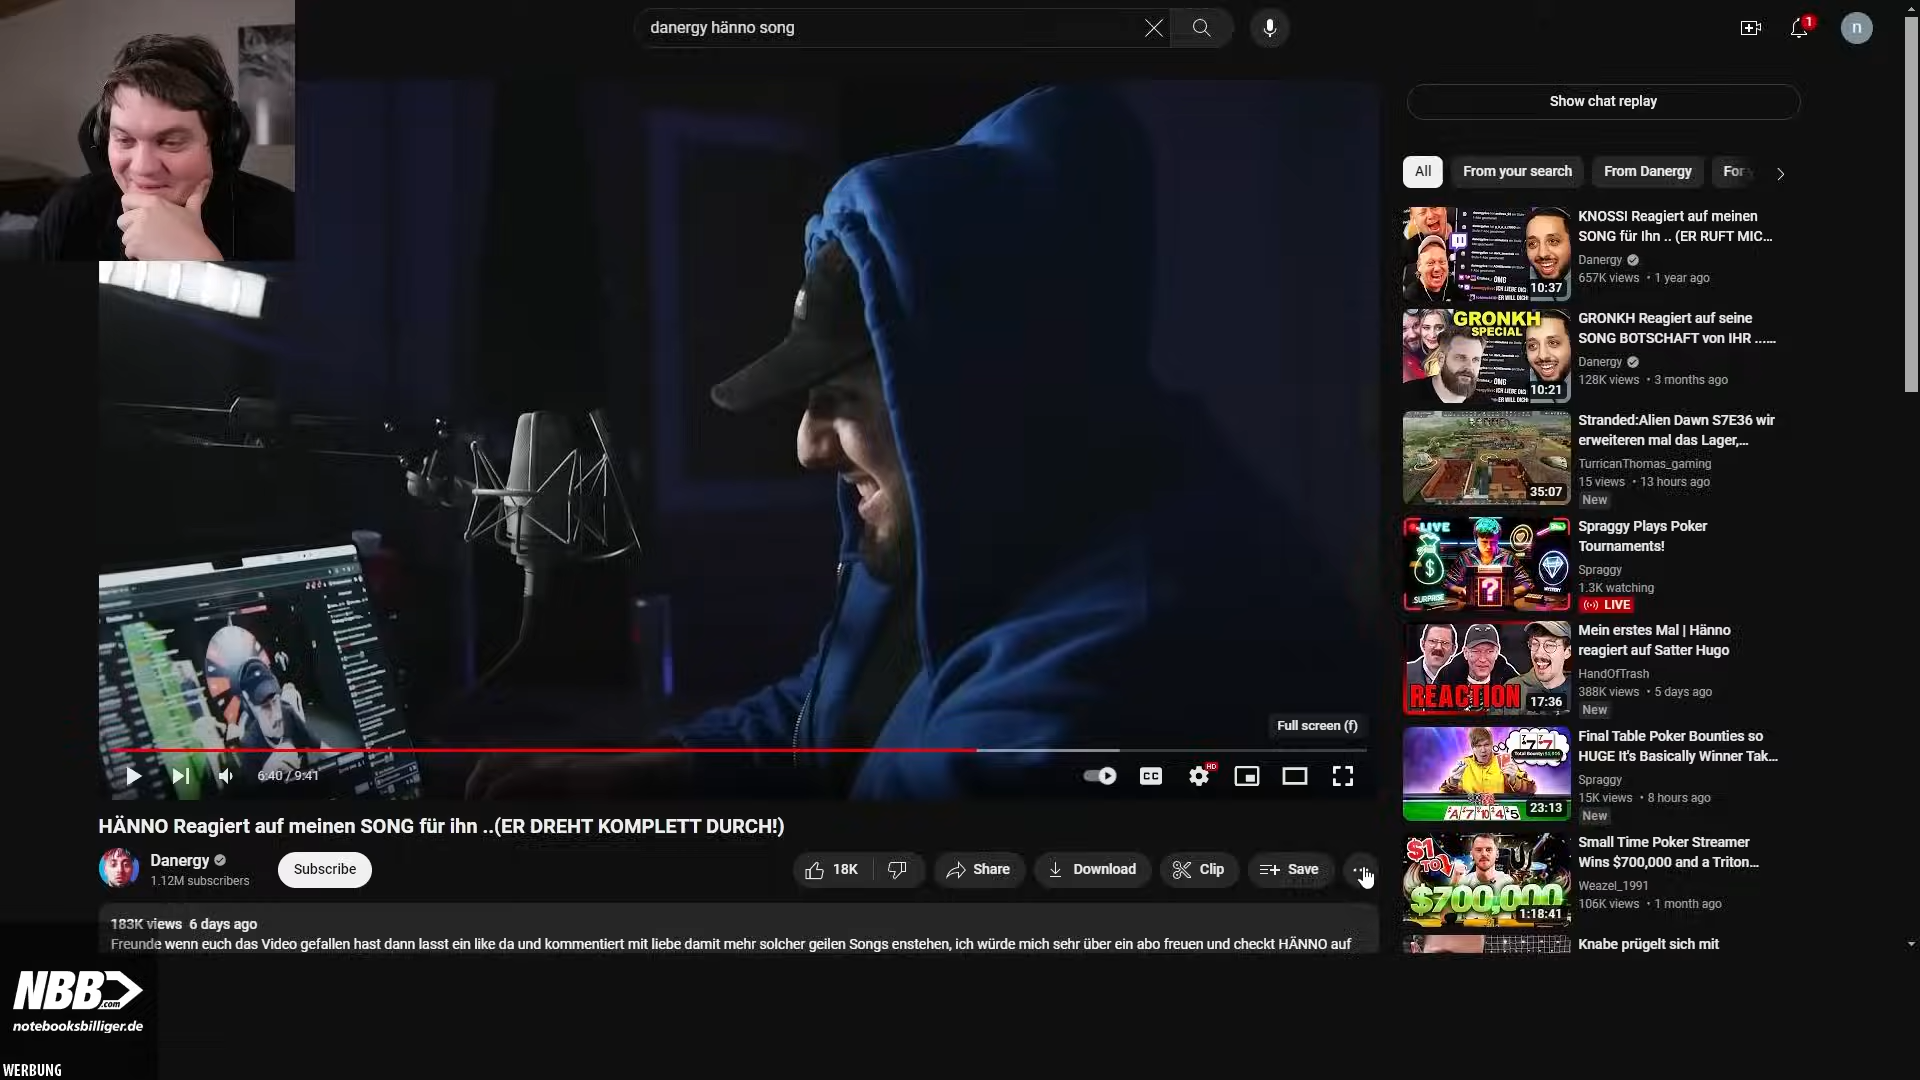 danergy hänno song
1
n
Show chat replay
All
From your search
From Danergy
For
KNOSSI Reagiert auf meinen
SONG für Ihn .. (ER RUFT MIC...
Danergy
657K views • 1 year ago
10:37
GRONKH
SPECIAL
10:21
GRONKH Reagiert auf seine
SONG BOTSCHAFT von IHR ......
Danergy
128K views • 3 months ago
35:07
Stranded:Alien Dawn S7E36 wir
erweiteren mal das Lager,...
TurricanThomas_gaming
15 views • 13 hours ago
New
LIVE
SURPRISE
MYSTERY
Spraggy Plays Poker
Tournaments!
Spraggy
1.3K watching
LIVE
REACTION
17:36
Mein erstes Mal | Hänno
reagiert auf Satter Hugo
HandOfTrash
388K views • 5 days ago
New
23:13
Final Table Poker Bounties so
HUGE It's Basically Winner Tak...
Spraggy
15K views • 8 hours ago
New
$1
TO
$700,000
1:18:41
Small Time Poker Streamer
Wins $700,000 and a Triton...
Weazel_1991
106K views • 1 month ago
Knabe prügelt sich mit
Full screen (f)
6:40 / 9:41
CC
HD
HÄNNO Reagiert auf meinen SONG für ihn ..(ER DREHT KOMPLETT DURCH!)
Danergy
1.12M subscribers
Subscribe
18K
Share
Download
Clip
Save
183K views 6 days ago
Freunde wenn euch das Video gefallen hast dann lasst ein like da und kommentiert mit liebe damit mehr solcher geilen Songs enstehen, ich würde mich sehr über ein abo freuen und checkt HÄNNO auf
NBB.com
notebooksbilliger.de
WERBUNG